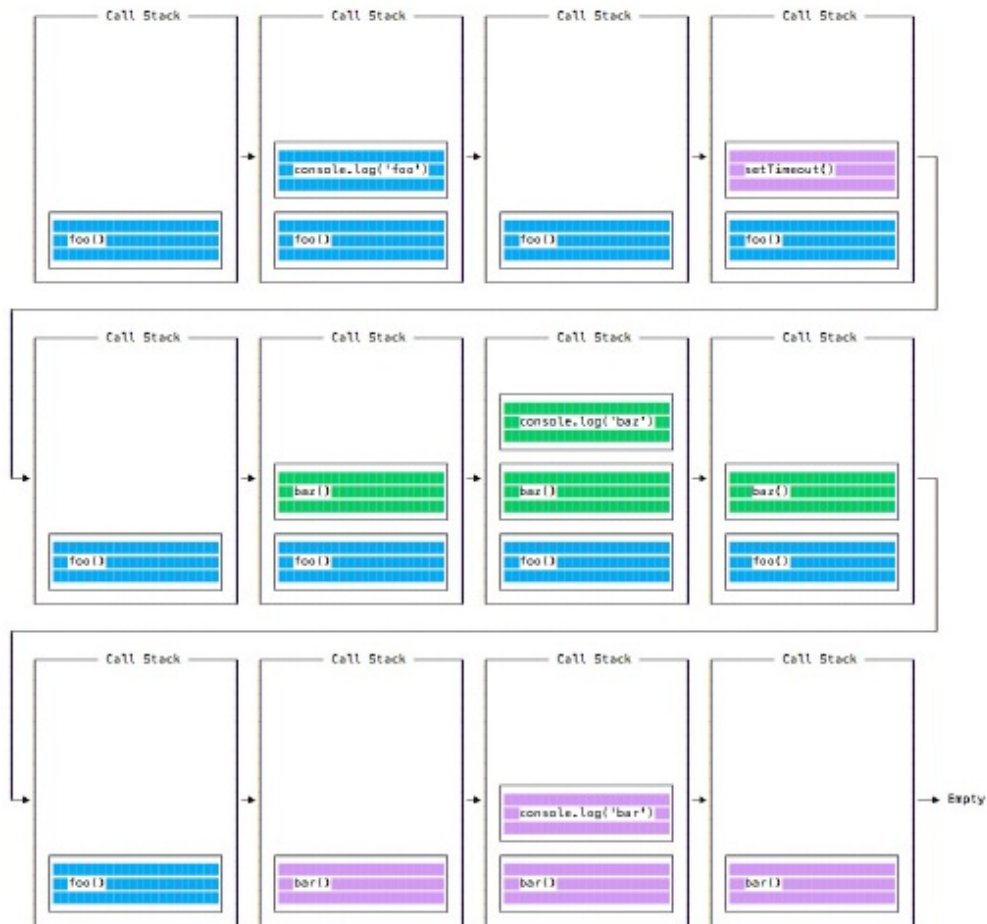 Call Stack Call Stack Call Stack Call Stack
console.log('foo') setTimeout()
foo() foo() foo() foo()
Call Stack Call Stack Call Stack Call Stack
console.log('baz')
baz() baz() baz()
foo() foo() foo() foo()
Call Stack Call Stack Call Stack Call Stack
Empty
console.log('bar')
foo() bar() bar() bar()